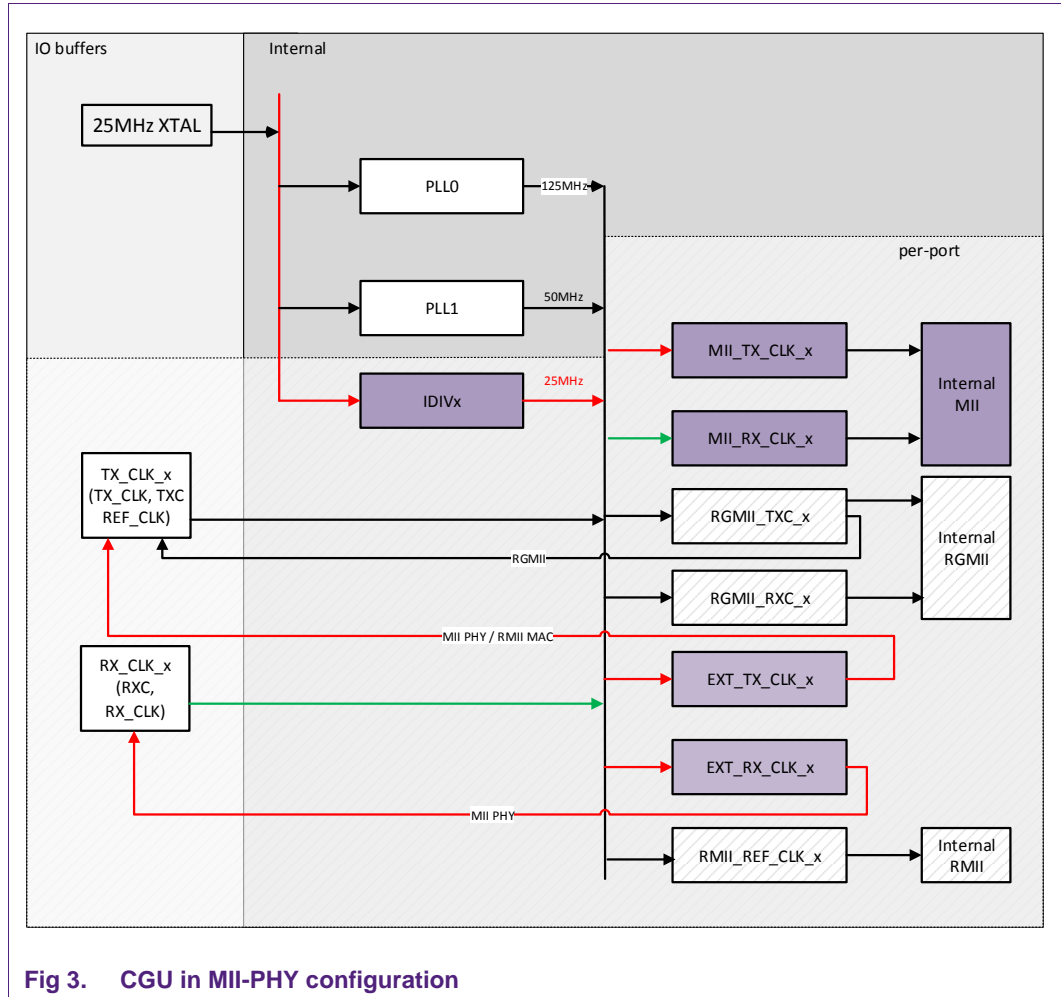 IO buffers
Internal
25MHz XTAL
PLL0
125MHz
per-port
PLL1
50MHz
MII_TX_CLK_x
Internal
MII
IDIVx
25MHz
MII_RX_CLK_x
TX_CLK_x
(TX_CLK, TXC
REF_CLK)
RGMII_TXC_x
Internal
RGMII
RGMII
RGMII_RXC_x
MII PHY / RMII MAC
RX_CLK_x
(RXC,
RX_CLK)
EXT_TX_CLK_x
EXT_RX_CLK_x
MII PHY
RMII_REF_CLK_x
Internal
RMII
Fig 3. CGU in MII-PHY configuration